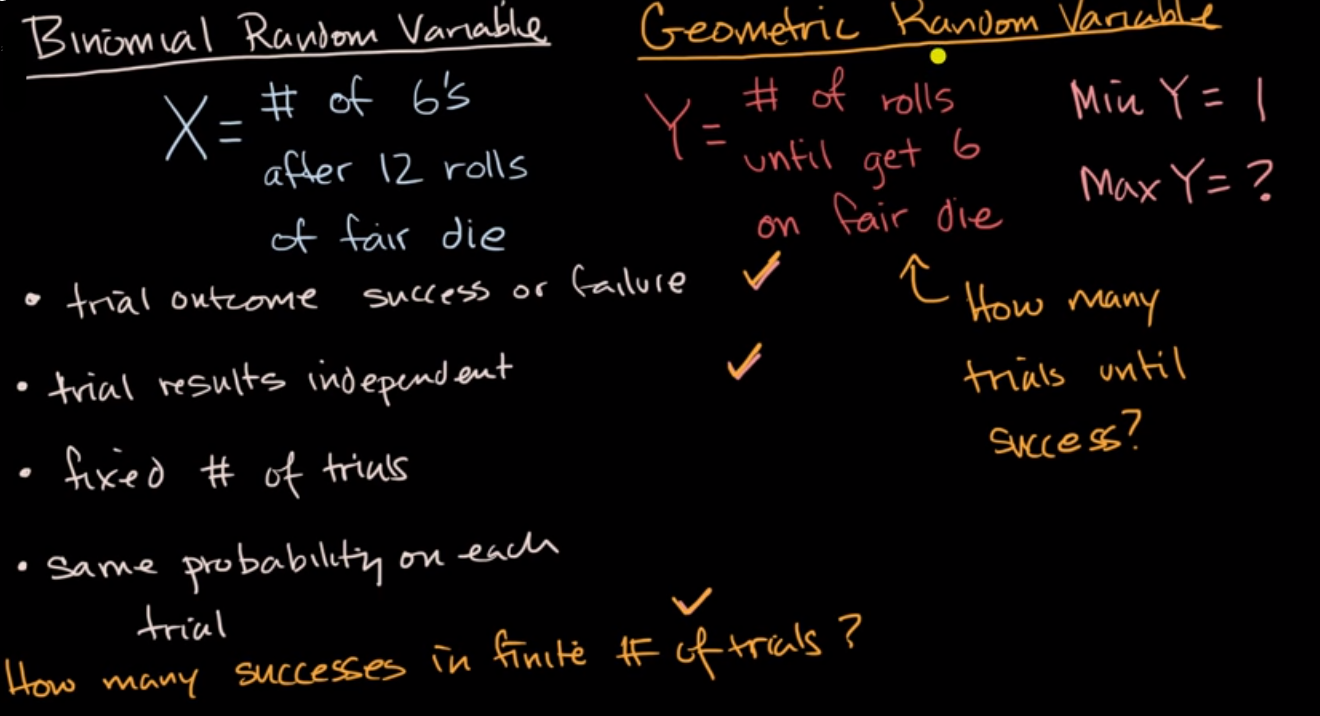 Binomial Random Variable
X = # of 6's
after 12 rolls
of fair die
Geometric Random Variable
Y = # of rolls
until get 6
on fair die
Min Y = 1
Max Y = ?
• trial outcome success or failure ✓
• trial results independent ✓
• fixed # of trials
• same probability on each
trial ✓
How many
trials until
success?
How many successes in finite # of trials?